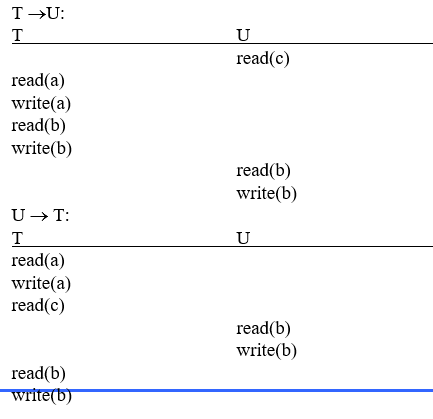 T →U:
T U
read(c)
read(a)
write(a)
read(b)
write(b)
read(b)
write(b)
U → T:
T U
read(a)
write(a)
read(c)
read(b)
write(b)
read(b)
write(b)